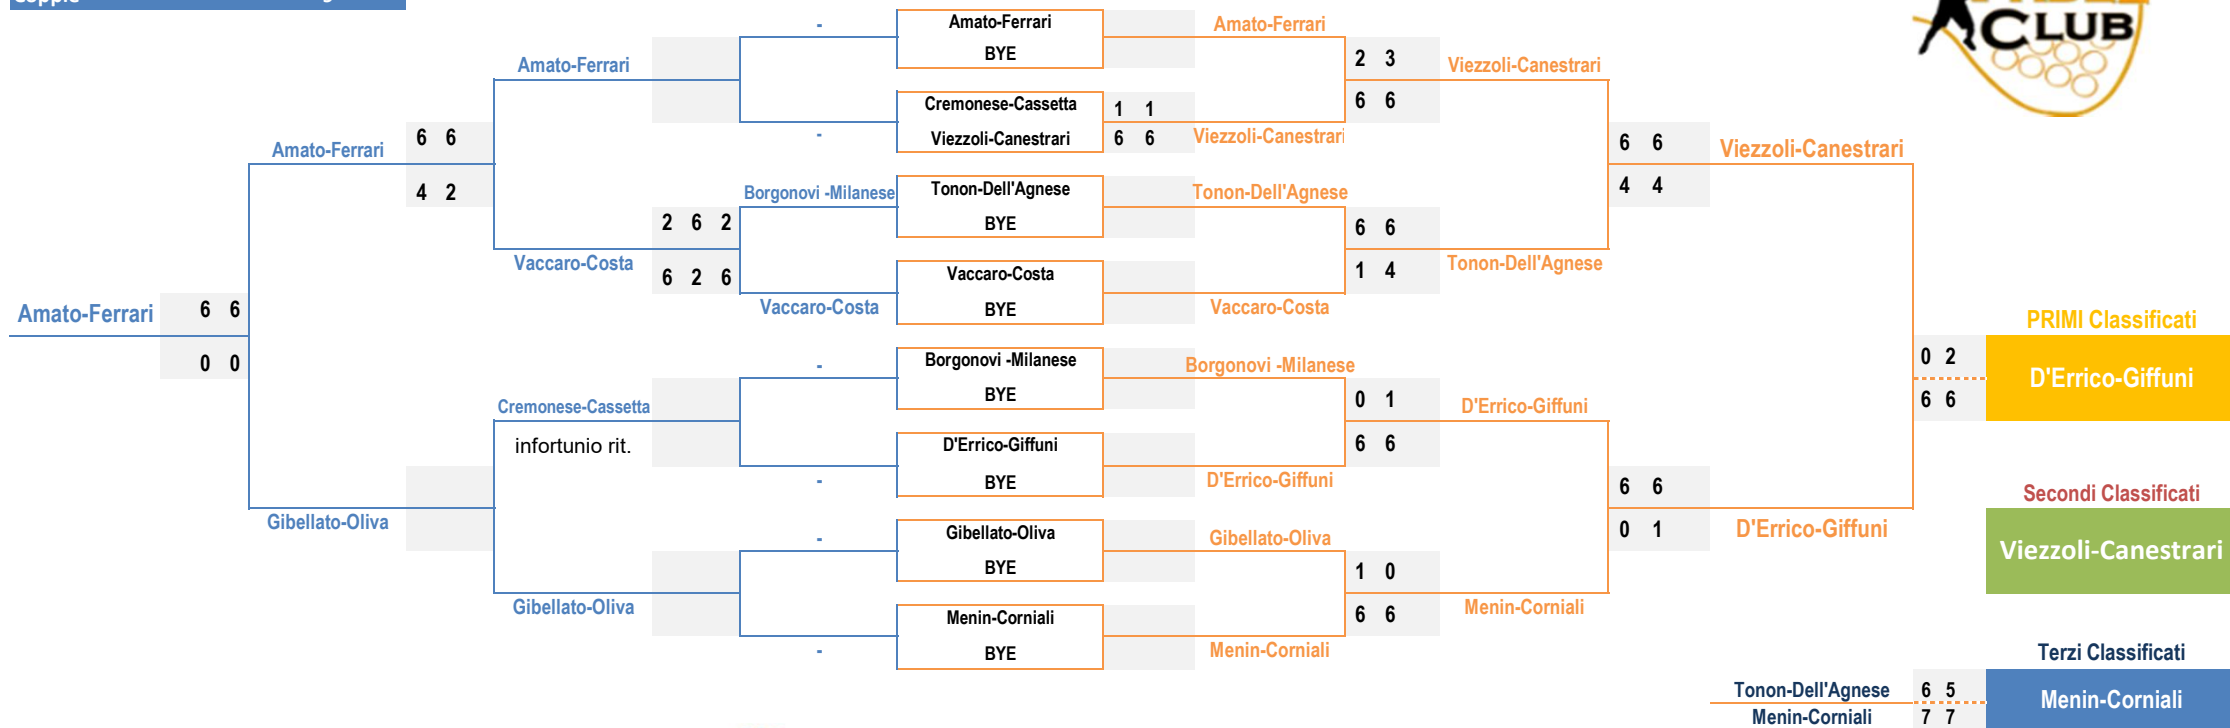 CLUB
- Amato-Ferrari Amato-Ferrari
BYE
Amato-Ferrari 2 3 Viezzoli-Canestrari
Cremonese-Cassetta 1 1 6 6
- Viezzoli-Canestrari 6 6 Viezzoli-Canestrari
Amato-Ferrari 6 6 6 6 Viezzoli-Canestrari
4 2 Borgonovi -Milanese Tonon-Dell'Agnese Tonon-Dell'Agnese 4 4
2 6 2 BYE 6 6
Vaccaro-Costa 6 2 6 Vaccaro-Costa 1 4 Tonon-Dell'Agnese
Vaccaro-Costa BYE Vaccaro-Costa
Amato-Ferrari 6 6 PRIMI Classificati
0 0 - Borgonovi -Milanese Borgonovi -Milanese 0 2 D'Errico-Giffuni
BYE 6 6
Cremonese-Cassetta 0 1 D'Errico-Giffuni
infortunio rit. D'Errico-Giffuni 6 6
- BYE D'Errico-Giffuni 6 6 Secondi Classificati
Gibellato-Oliva - Gibellato-Oliva Gibellato-Oliva 0 1 D'Errico-Giffuni
BYE 1 0 Viezzoli-Canestrari
Gibellato-Oliva Menin-Corniali 6 6 Menin-Corniali
- BYE Menin-Corniali Terzi Classificati
Tonon-Dell'Agnese 6 5 Menin-Corniali
Menin-Corniali 7 7